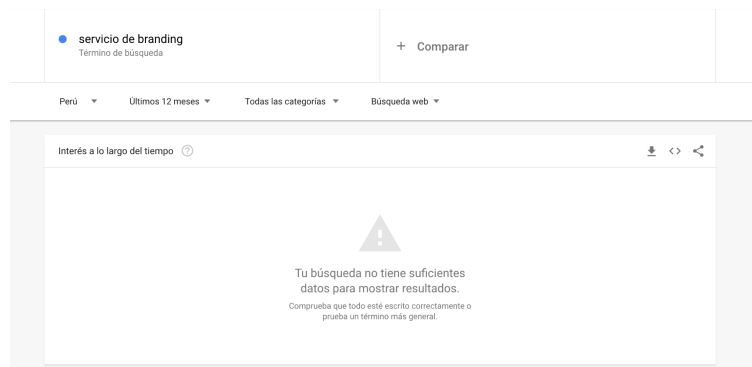 servicio de branding
Término de búsqueda
+ Comparar
Perú
Últimos 12 meses
Todas las categorías
Búsqueda web
Interés a lo largo del tiempo ?
Tu búsqueda no tiene suficientes
datos para mostrar resultados.
Comprueba que todo esté escrito correctamente o
prueba un término más general.